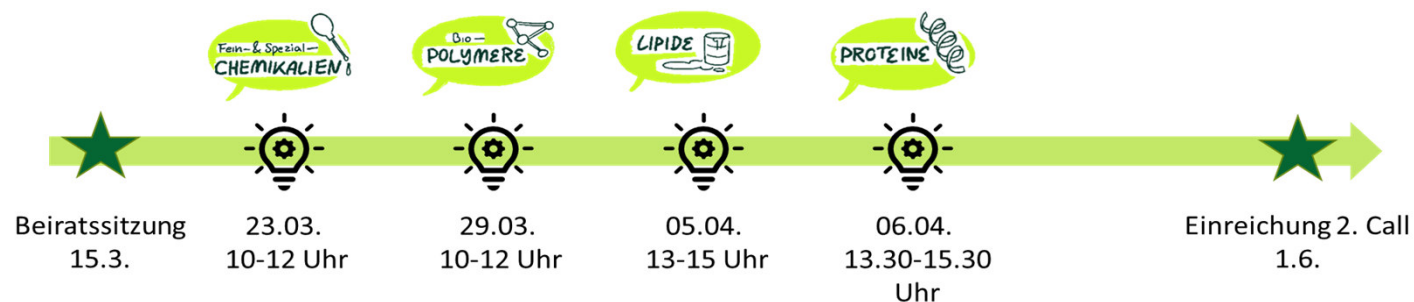 Fein- & Spezial-
CHEMIKALIEN
Bio-
POLYMERE
LIPIDE
PROTEINE
Beiratssitzung
15.3.
23.03.
10-12 Uhr
29.03.
10-12 Uhr
05.04.
13-15 Uhr
06.04.
13.30-15.30
Uhr
Einreichung 2. Call
1.6.